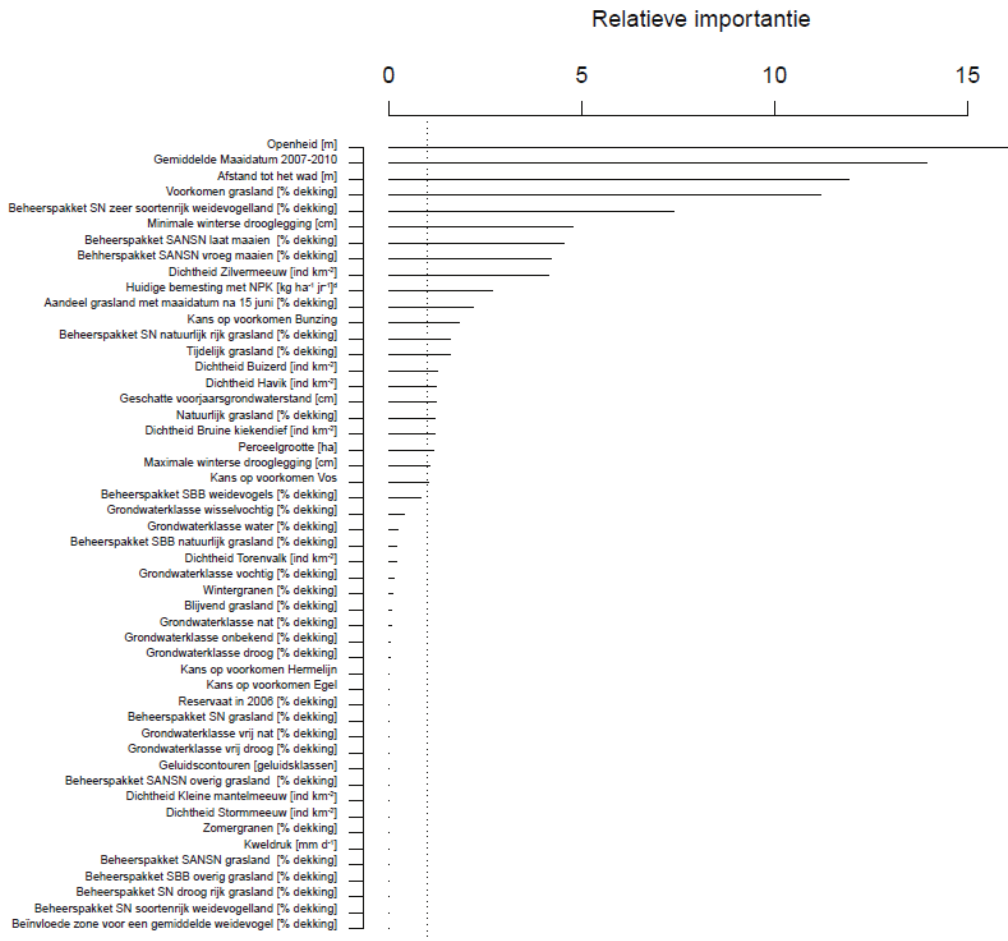 Relatieve importantie
0 5 10 15
Openheid [m]
Gemiddelde Maaidatum 2007-2010
Afstand tot het wad [m]
Voorkomen grasland [% dekking]
Beheerspakket SN zeer soortenrijk weidevogelland [% dekking]
Minimale winterse drooglegging [cm]
Beheerspakket SANSN laat maaien [% dekking]
Behherspakket SANSN vroeg maaien [% dekking]
Dichtheid Zilvermeeuw [ind km⁻²]
Huidige bemesting met NPK [kg ha⁻¹ jr⁻¹]ᵈ
Aandeel grasland met maaidatum na 15 juni [% dekking]
Kans op voorkomen Bunzing
Beheerspakket SN natuurlijk rijk grasland [% dekking]
Tijdelijk grasland [% dekking]
Dichtheid Buizerd [ind km⁻²]
Dichtheid Havik [ind km⁻²]
Geschatte voorjaarsgrondwaterstand [cm]
Natuurlijk grasland [% dekking]
Dichtheid Bruine kiekendief [ind km⁻²]
Perceelgrootte [ha]
Maximale winterse drooglegging [cm]
Kans op voorkomen Vos
Beheerspakket SBB weidevogels [% dekking]
Grondwaterklasse wisselvochtig [% dekking]
Grondwaterklasse water [% dekking]
Beheerspakket SBB natuurlijk grasland [% dekking]
Dichtheid Torenvalk [ind km⁻²]
Grondwaterklasse vochtig [% dekking]
Wintergranen [% dekking]
Blijvend grasland [% dekking]
Grondwaterklasse nat [% dekking]
Grondwaterklasse onbekend [% dekking]
Grondwaterklasse droog [% dekking]
Kans op voorkomen Hermelijn
Kans op voorkomen Egel
Reservaat in 2006 [% dekking]
Beheerspakket SN grasland [% dekking]
Grondwaterklasse vrij nat [% dekking]
Grondwaterklasse vrij droog [% dekking]
Geluidscontouren [geluidsklassen]
Beheerspakket SANSN overig grasland [% dekking]
Dichtheid Kleine mantelmeeuw [ind km⁻²]
Dichtheid Stormmeeuw [ind km⁻²]
Zomergranen [% dekking]
Kweldruk [mm d⁻¹]
Beheerspakket SANSN grasland [% dekking]
Beheerspakket SBB overig grasland [% dekking]
Beheerspakket SN droog rijk grasland [% dekking]
Beheerspakket SN soortenrijk weidevogelland [% dekking]
Beïnvloede zone voor een gemiddelde weidevogel [% dekking]